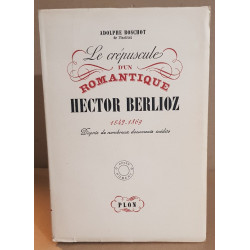 ADOLPHE BOSCHOT
de l'Institut
Le crépuscule
D'UN
ROMANTIQUE
HECTOR BERLIOZ
1842-1869
D'après de nombreux documents inédits
PLON